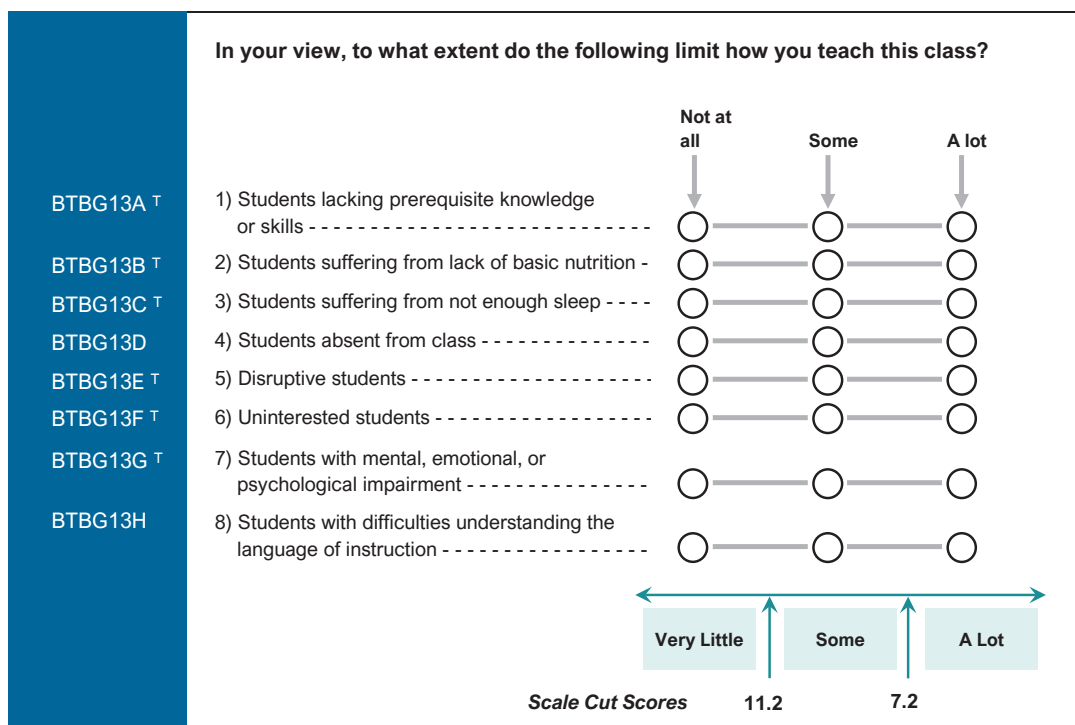 In your view, to what extent do the following limit how you teach this class?
Not at
all Some A lot
BTBG13A ᵀ 1) Students lacking prerequisite knowledge
or skills - - - - - - - - - - - - - - - - - - - - - - - - - - - - -
BTBG13B ᵀ 2) Students suffering from lack of basic nutrition -
BTBG13C ᵀ 3) Students suffering from not enough sleep - - - -
BTBG13D 4) Students absent from class - - - - - - - - - - - - - -
BTBG13E ᵀ 5) Disruptive students - - - - - - - - - - - - - - - - - - - -
BTBG13F ᵀ 6) Uninterested students - - - - - - - - - - - - - - - - - -
BTBG13G ᵀ 7) Students with mental, emotional, or
psychological impairment - - - - - - - - - - - - - - -
BTBG13H 8) Students with difficulties understanding the
language of instruction - - - - - - - - - - - - - - - - -
Very Little Some A Lot
Scale Cut Scores 11.2 7.2